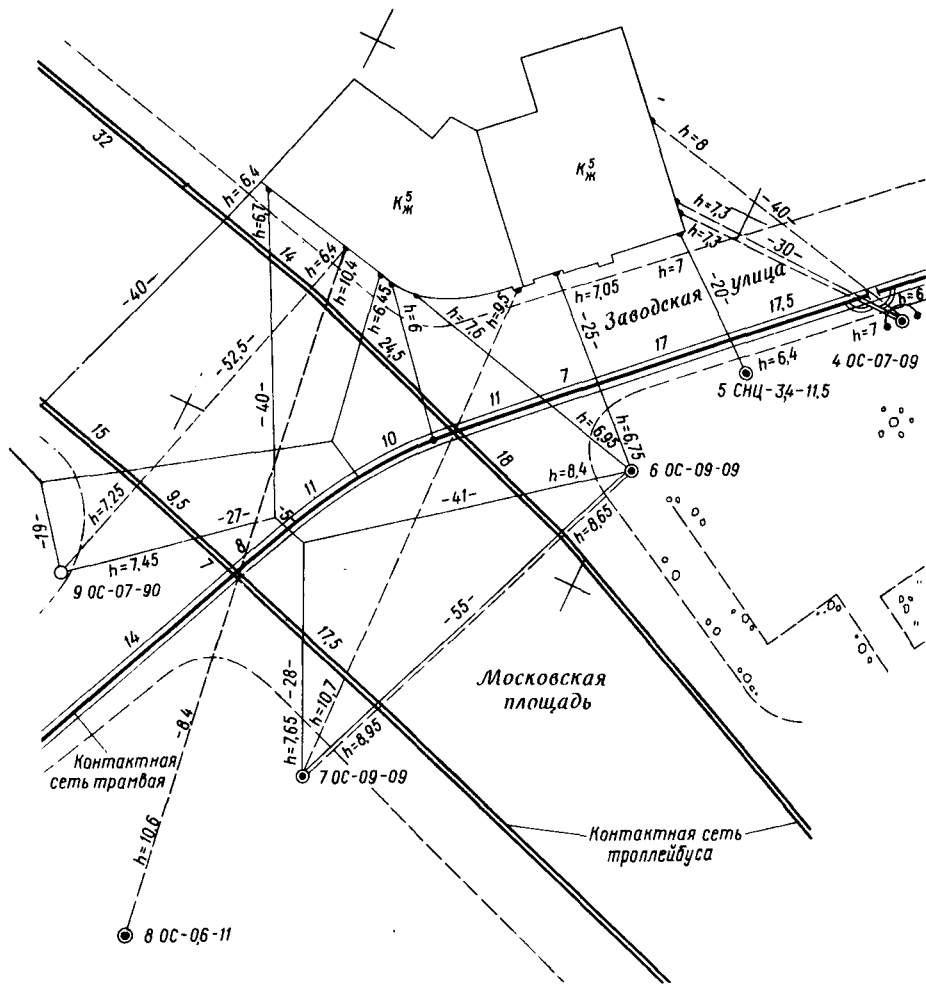 32
h=6,4
К 5
ж
К 5
ж
h=8
-40-
h=7,3
h=7,3
-30-
h=7
-20-
h=6
h=7
4 ОС-07-09
h=7,9
14
h=6,4
h=10,4
h=6,45
h=6
h=7,6
h=9,5
h=7,05
-25-
Заводская улица
17,5
17
h=6,4
5 СНЦ-3,4-11,5
-40-
-52,5-
-40-
24,5
7
11
10
18
h=6,95
h=6,75
h=8,4
6 ОС-09-09
15
9,5
11
-5-
-41-
h=8,65
-19-
h=7,25
-27-
8
h=7,45
7
9 ОС-07-90
-55-
14
17,5
-28-
h=10,7
h=7,65
h=8,95
Московская
площадь
-8,4
Контактная
сеть трамвая
7 ОС-09-09
h=10,6
Контактная сеть
троллейбуса
8 ОС-0,6-11